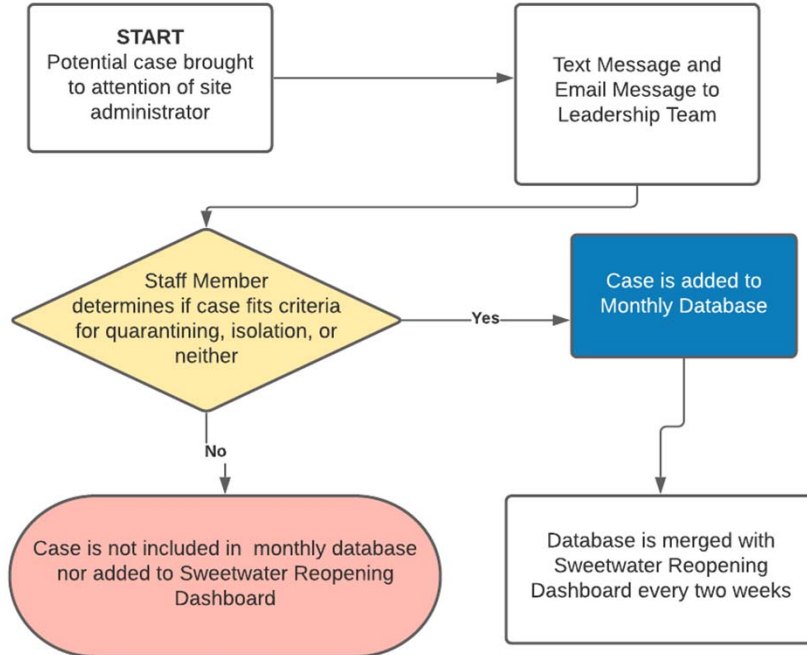 START
Potential case brought
to attention of site
administrator
Text Message and
Email Message to
Leadership Team
Staff Member
determines if case fits criteria
for quarantining, isolation, or
neither
Yes
Case is added to
Monthly Database
No
Case is not included in monthly database
nor added to Sweetwater Reopening
Dashboard
Database is merged with
Sweetwater Reopening
Dashboard every two weeks